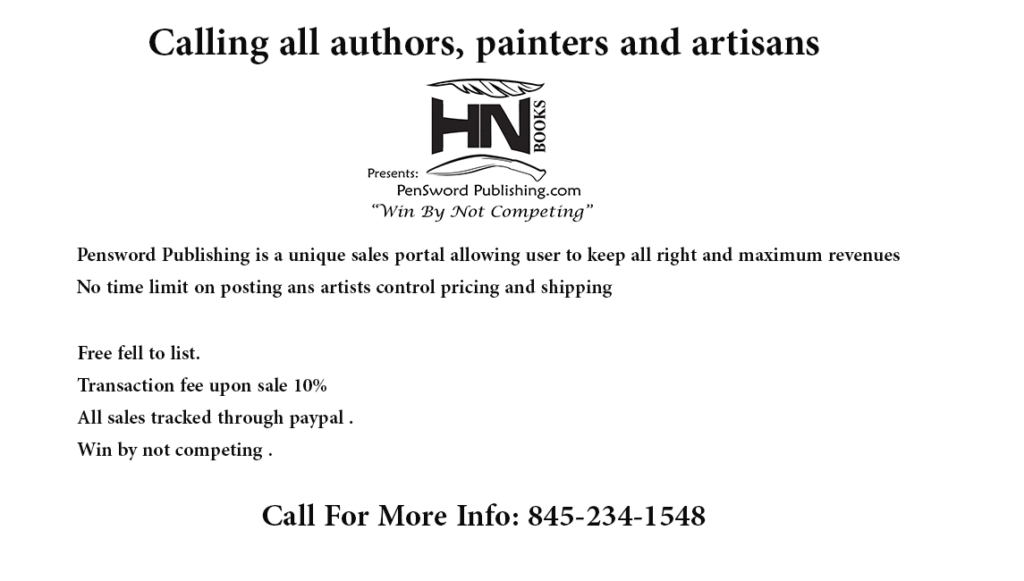 Calling all authors, painters and artisans
HN
BOOKS
Presents:
PenSword Publishing.com
“Win By Not Competing”
Pensword Publishing is a unique sales portal allowing user to keep all right and maximum revenues
No time limit on posting ans artists control pricing and shipping
Free fell to list.
Transaction fee upon sale 10%
All sales tracked through paypal .
Win by not competing .
Call For More Info: 845-234-1548